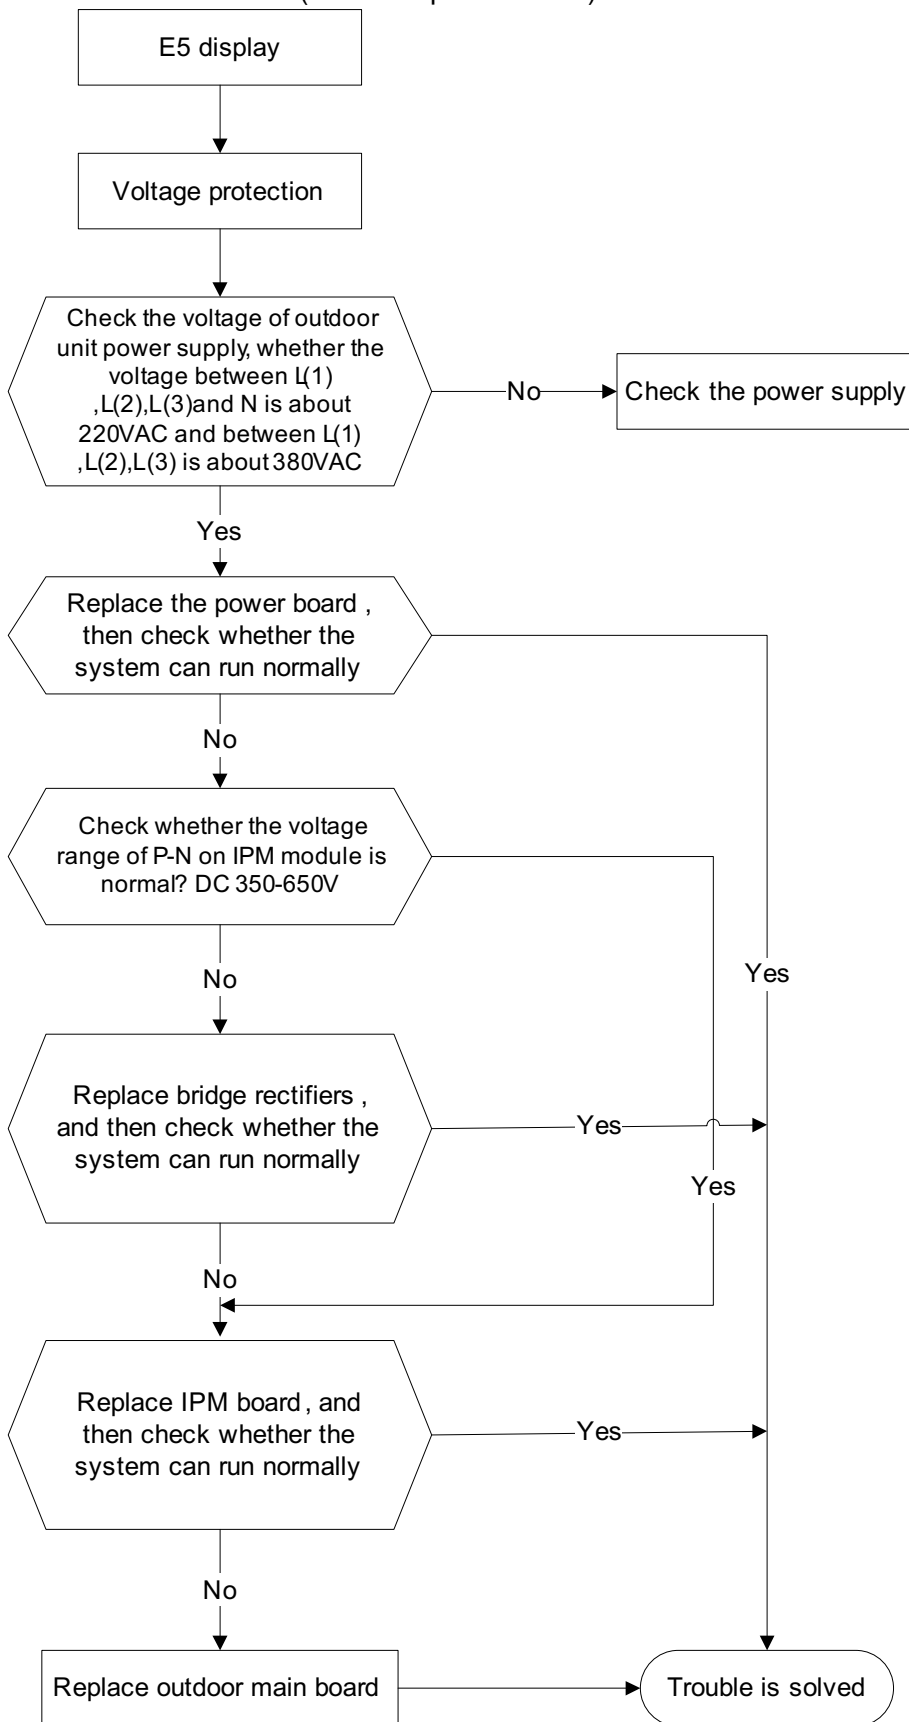 E5 display
Voltage protection
Check the voltage of outdoor
unit power supply, whether the
voltage between L(1)
,L(2),L(3)and N is about
220VAC and between L(1)
,L(2),L(3) is about 380VAC
No
Check the power supply
Yes
Replace the power board ,
then check whether the
system can run normally
No
Check whether the voltage
range of P-N on IPM module is
normal? DC 350-650V
Yes
No
Replace bridge rectifiers ,
and then check whether the
system can run normally
Yes
Yes
No
Replace IPM board , and
then check whether the
system can run normally
Yes
No
Replace outdoor main board
Trouble is solved